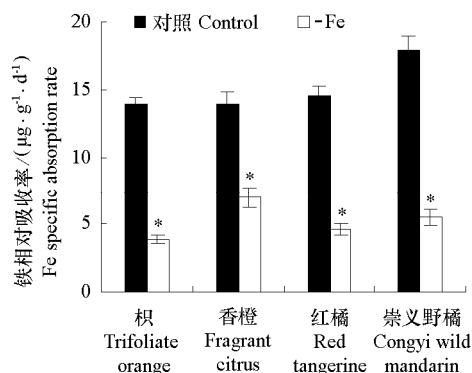 对照 Control
-Fe
铁相对吸收率/(μg·g⁻¹·d⁻¹)
Fe specific absorption rate
20
15
10
5
0
*
*
*
*
枳
Trifoliate
orange
香橙
Fragrant
citrus
红橘
Red
tangerine
崇义野橘
Congyi wild
mandarin